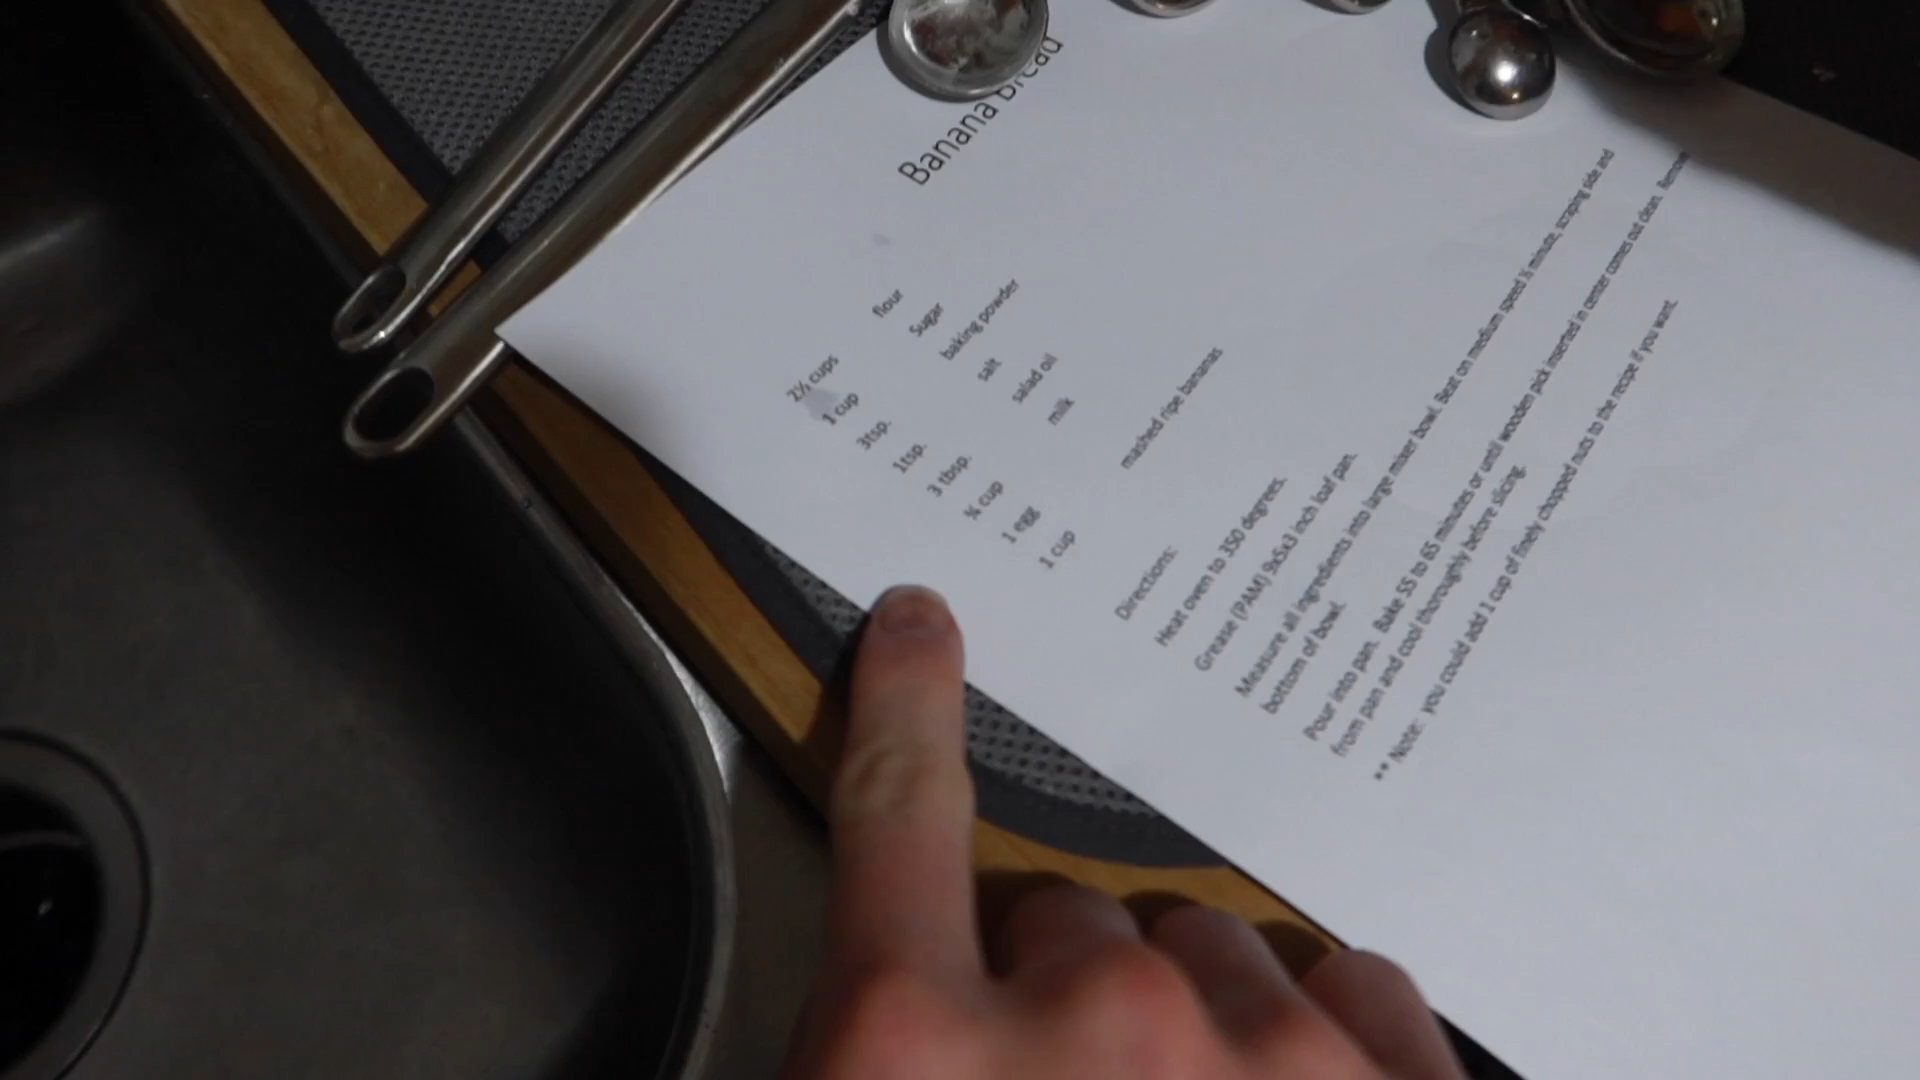 Banana Bread
2½ cups flour
1 cup Sugar
3tsp. baking powder
1tsp. salt
3 tbsp. salad oil
cup milk
1 egg
1 cup mashed ripe bananas
Directions:
Heat oven to 350 degrees.
Grease (PAM) 9x5x3 inch loaf pan.
Measure all ingredients into large mixer bowl. Beat on medium speed ½ minute, scraping side and
bottom of bowl.
Pour into pan. Bake 55 to 65 minutes or until wooden pick inserted in center comes out clean. Remove
from pan and cool thoroughly before slicing.
** Note: you could add 1 cup of finely chopped nuts to the recipe if you want.